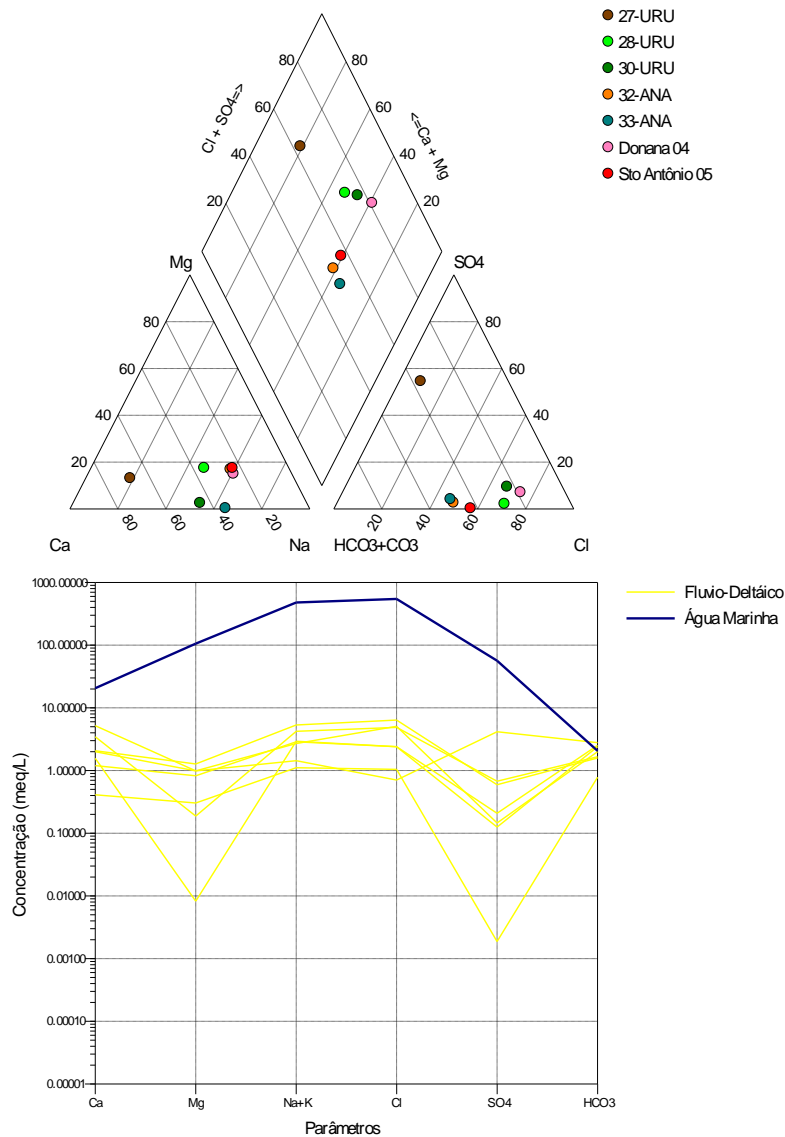 27-URU
28-URU
30-URU
32-ANA
33-ANA
Donana 04
Sto Antônio 05
80 80
60 60
Cl + SO4=> <=Ca + Mg
40 40
20 20
Mg SO4
80 80
60 60
40 40
20 20
80 60 40 20 20 40 60 80
Ca Na HCO3+CO3 Cl
Fluvio-Deltáico
Água Marinha
Concentração (meq/L)
1000.00000
100.00000
10.00000
1.00000
0.10000
0.01000
0.00100
0.00010
0.00001
Ca Mg Na+K Cl SO4 HCO3
Parâmetros